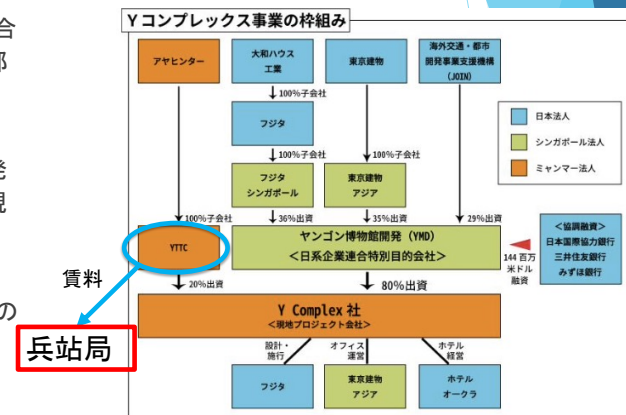 合
部
発
現
の
Yコンプレックス事業の枠組み
アヤヒンター
大和ハウス
工業
東京建物
海外交通・都市
開発事業支援機構
(JOIN)
100%子会社
フジタ
日本法人
シンガポール法人
ミャンマー法人
100%子会社
100%子会社
フジタ
シンガポール
東京建物
アジア
100%子会社
36%出資
35%出資
29%出資
YTTC
ヤンゴン博物館開発（YMD）
<日系企業連合特別目的会社>
144百万
米ドル
融資
<協調融資>
日本国際協力銀行
三井住友銀行
みずほ銀行
賃料
20%出資
80%出資
兵站局
Y Complex 社
<現地プロジェクト会社>
設計・
施行
オフィス
運営
ホテル
経営
フジタ
東京建物
アジア
ホテル
オークラ